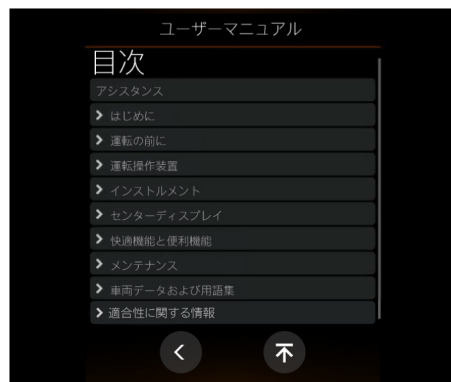 ユーザーマニュアル
目次
アシスタンス
はじめに
運転の前に
運転操作装置
インストルメント
センターディスプレイ
快適機能と便利機能
メンテナンス
車両データおよび用語集
適合性に関する情報